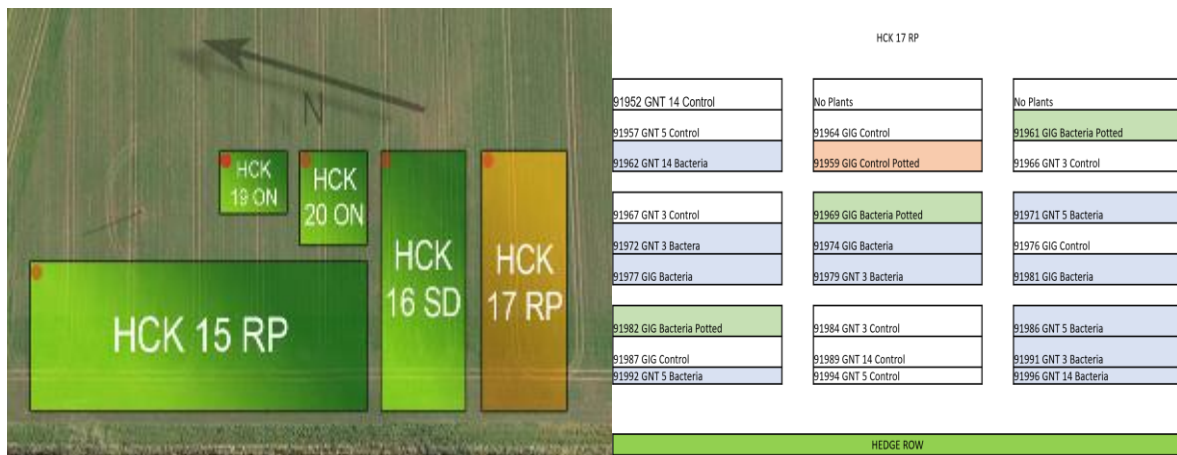 N
HCK
19 ON
HCK
20 ON
HCK
16 SD
HCK
17 RP
HCK 15 RP
HCK 17 RP
91952 GNT 14 Control
91957 GNT 5 Control
91962 GNT 14 Bacteria
No Plants
91964 GIG Control
91959 GIG Control Potted
No Plants
91961 GIG Bacteria Potted
91966 GNT 3 Control
91967 GNT 3 Control
91972 GNT 3 Bactera
91977 GIG Bacteria
91969 GIG Bacteria Potted
91974 GIG Bacteria
91979 GNT 3 Bacteria
91971 GNT 5 Bacteria
91976 GIG Control
91981 GIG Bacteria
91982 GIG Bacteria Potted
91987 GIG Control
91992 GNT 5 Bacteria
91984 GNT 3 Control
91989 GNT 14 Control
91994 GNT 5 Control
91986 GNT 5 Bacteria
91991 GNT 3 Bacteria
91996 GNT 14 Bacteria
HEDGE ROW